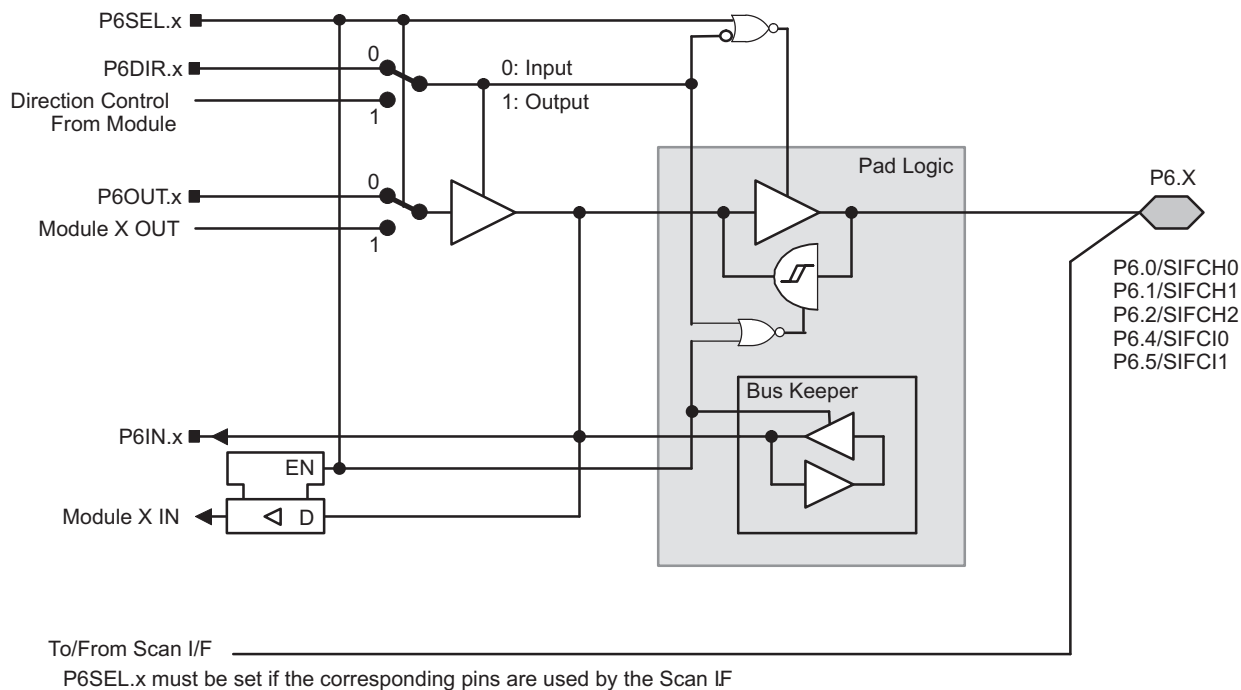 P6SEL.x
P6DIR.x
0
0: Input
1: Output
Direction Control
From Module
1
Pad Logic
P6OUT.x
0
P6.X
Module X OUT
1
P6.0/SIFCH0
P6.1/SIFCH1
P6.2/SIFCH2
P6.4/SIFCI0
P6.5/SIFCI1
Bus Keeper
P6IN.x
EN
Module X IN
D
To/From Scan I/F
P6SEL.x must be set if the corresponding pins are used by the Scan IF